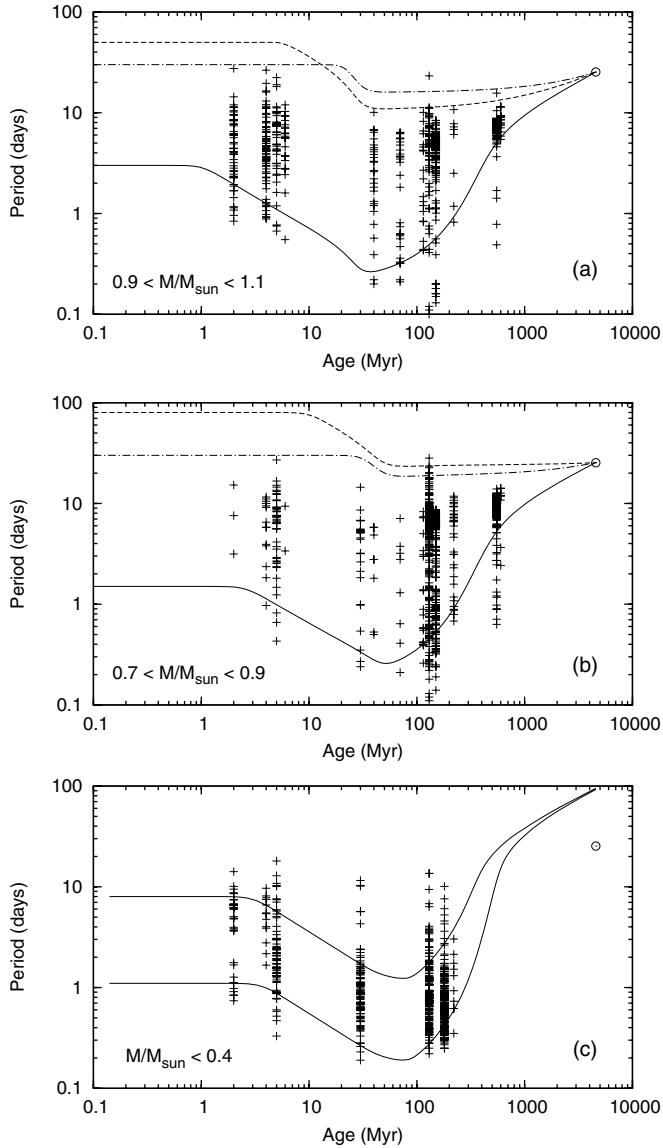 100
10
1
0.1
Period (days)
0.9 < M/M_sun < 1.1
(a)
0.1 1 10 100 1000 10000
Age (Myr)
100
10
1
0.1
Period (days)
0.7 < M/M_sun < 0.9
(b)
0.1 1 10 100 1000 10000
Age (Myr)
100
10
1
0.1
Period (days)
M/M_sun < 0.4
(c)
0.1 1 10 100 1000 10000
Age (Myr)